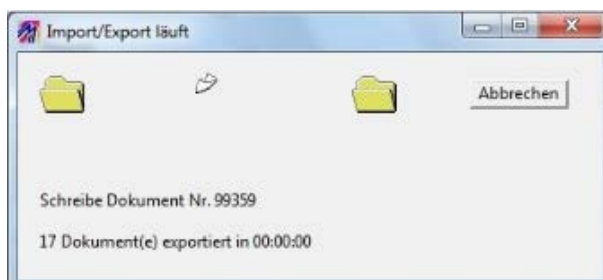 Import/Export läuft
Abbrechen
Schreibe Dokument Nr. 99359
17 Dokument(e) exportiert in 00:00:00